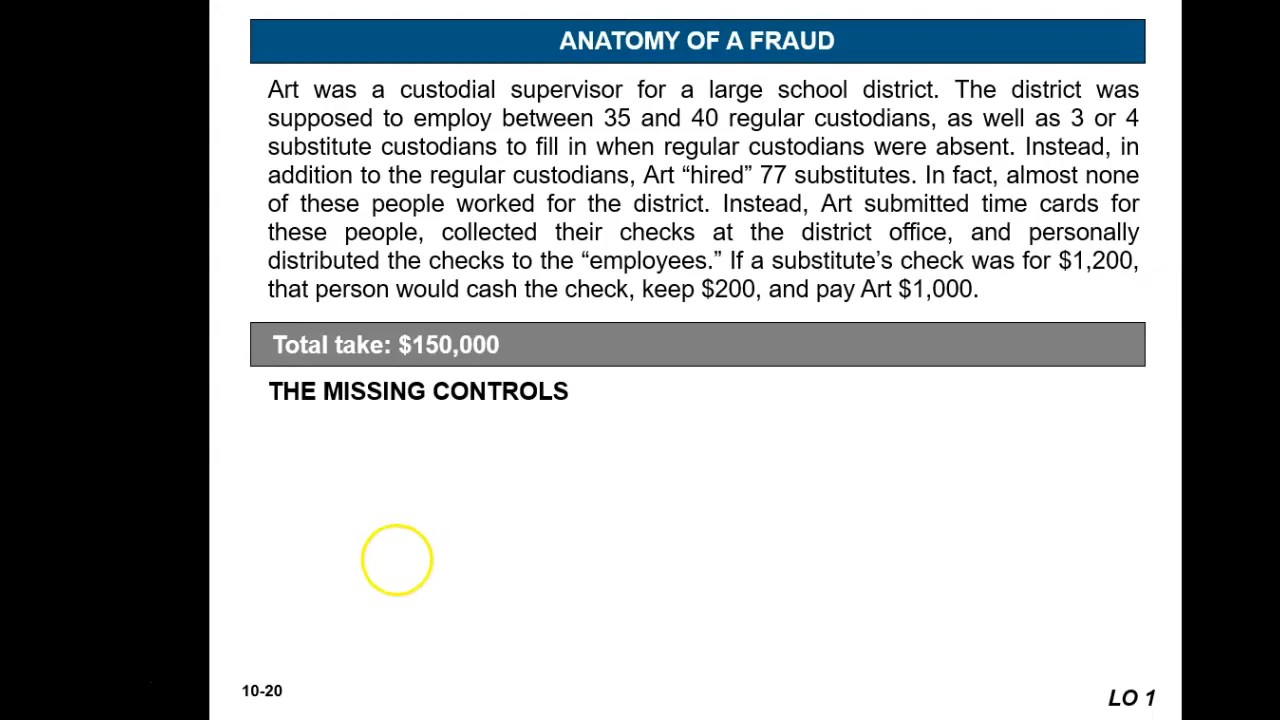 ANATOMY OF A FRAUD
Art was a custodial supervisor for a large school district. The district was
supposed to employ between 35 and 40 regular custodians, as well as 3 or 4
substitute custodians to fill in when regular custodians were absent. Instead, in
addition to the regular custodians, Art “hired” 77 substitutes. In fact, almost none
of these people worked for the district. Instead, Art submitted time cards for
these people, collected their checks at the district office, and personally
distributed the checks to the “employees.” If a substitute’s check was for $1,200,
that person would cash the check, keep $200, and pay Art $1,000.
Total take: $150,000
THE MISSING CONTROLS
10-20
LO 1